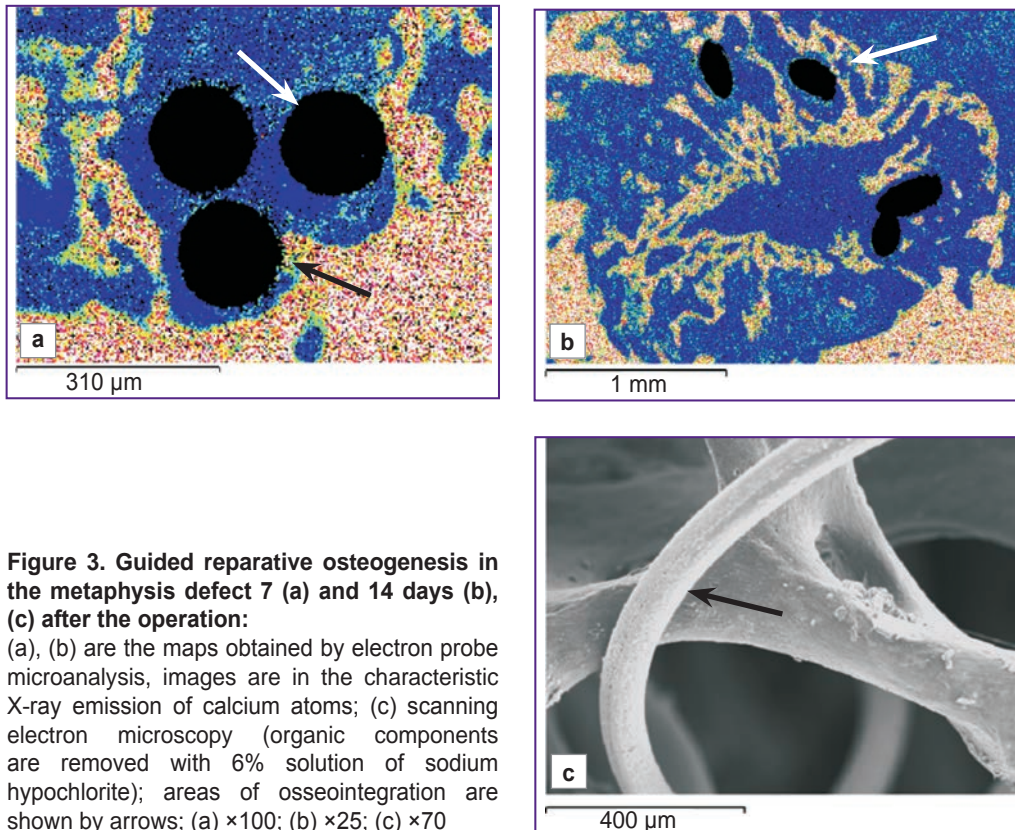 a
310 µm
b
1 mm
Figure 3. Guided reparative osteogenesis in
the metaphysis defect 7 (a) and 14 days (b),
(c) after the operation:
(a), (b) are the maps obtained by electron probe
microanalysis, images are in the characteristic
X-ray emission of calcium atoms; (c) scanning
electron microscopy (organic components
are removed with 6% solution of sodium
hypochlorite); areas of osseointegration are
shown by arrows; (a) ×100; (b) ×25; (c) ×70
c
400 µm